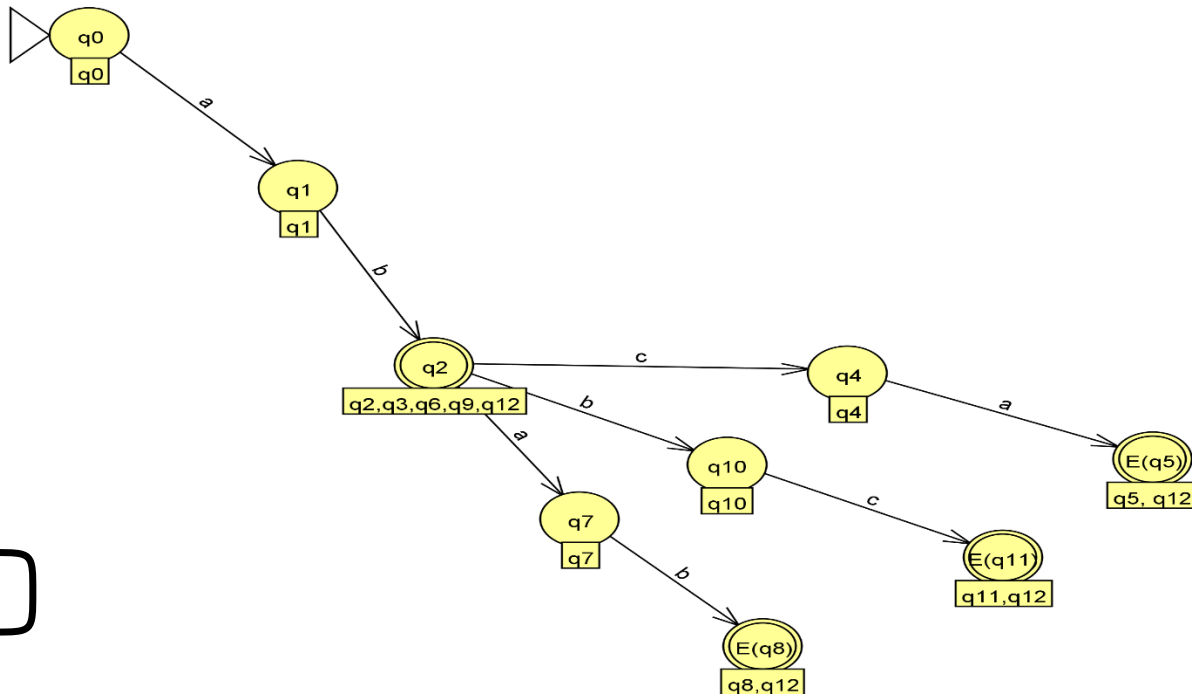 q0
q0
a
q1
q1
b
q2
q2,q3,q6,q9,q12
c
q4
q4
a
E(q5)
q5, q12
b
q10
q10
c
E(q11)
q11,q12
a
q7
q7
b
E(q8)
q8,q12